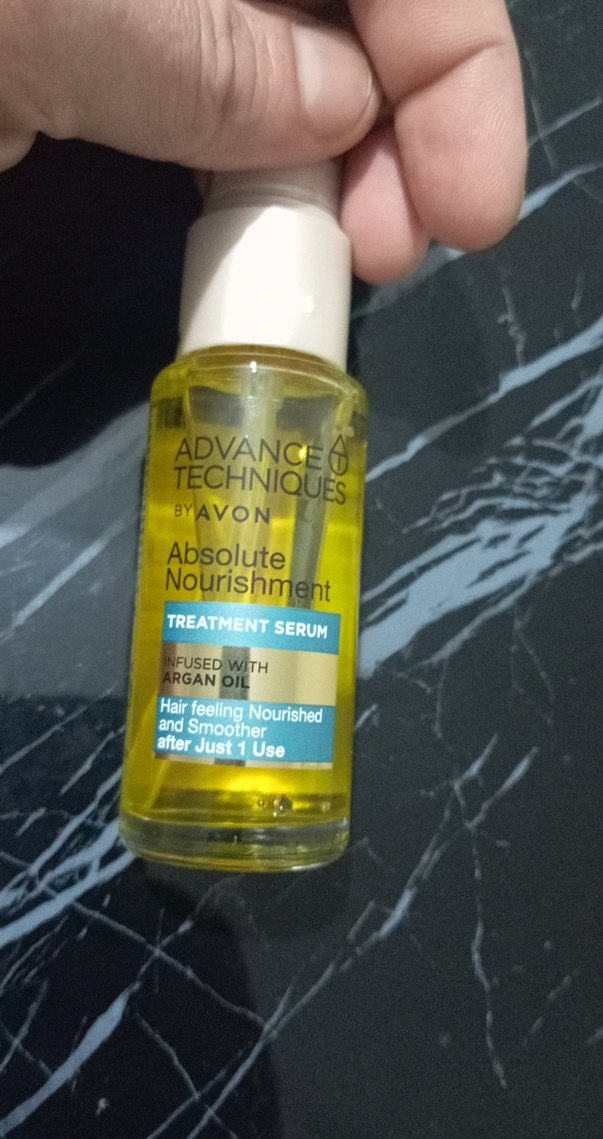 ADVANCE
TECHNIQUES
BY AVON
Absolute
Nourishment
TREATMENT SERUM
INFUSED WITH
ARGAN OIL
Hair feeling Nourished
and Smoother
after Just 1 Use